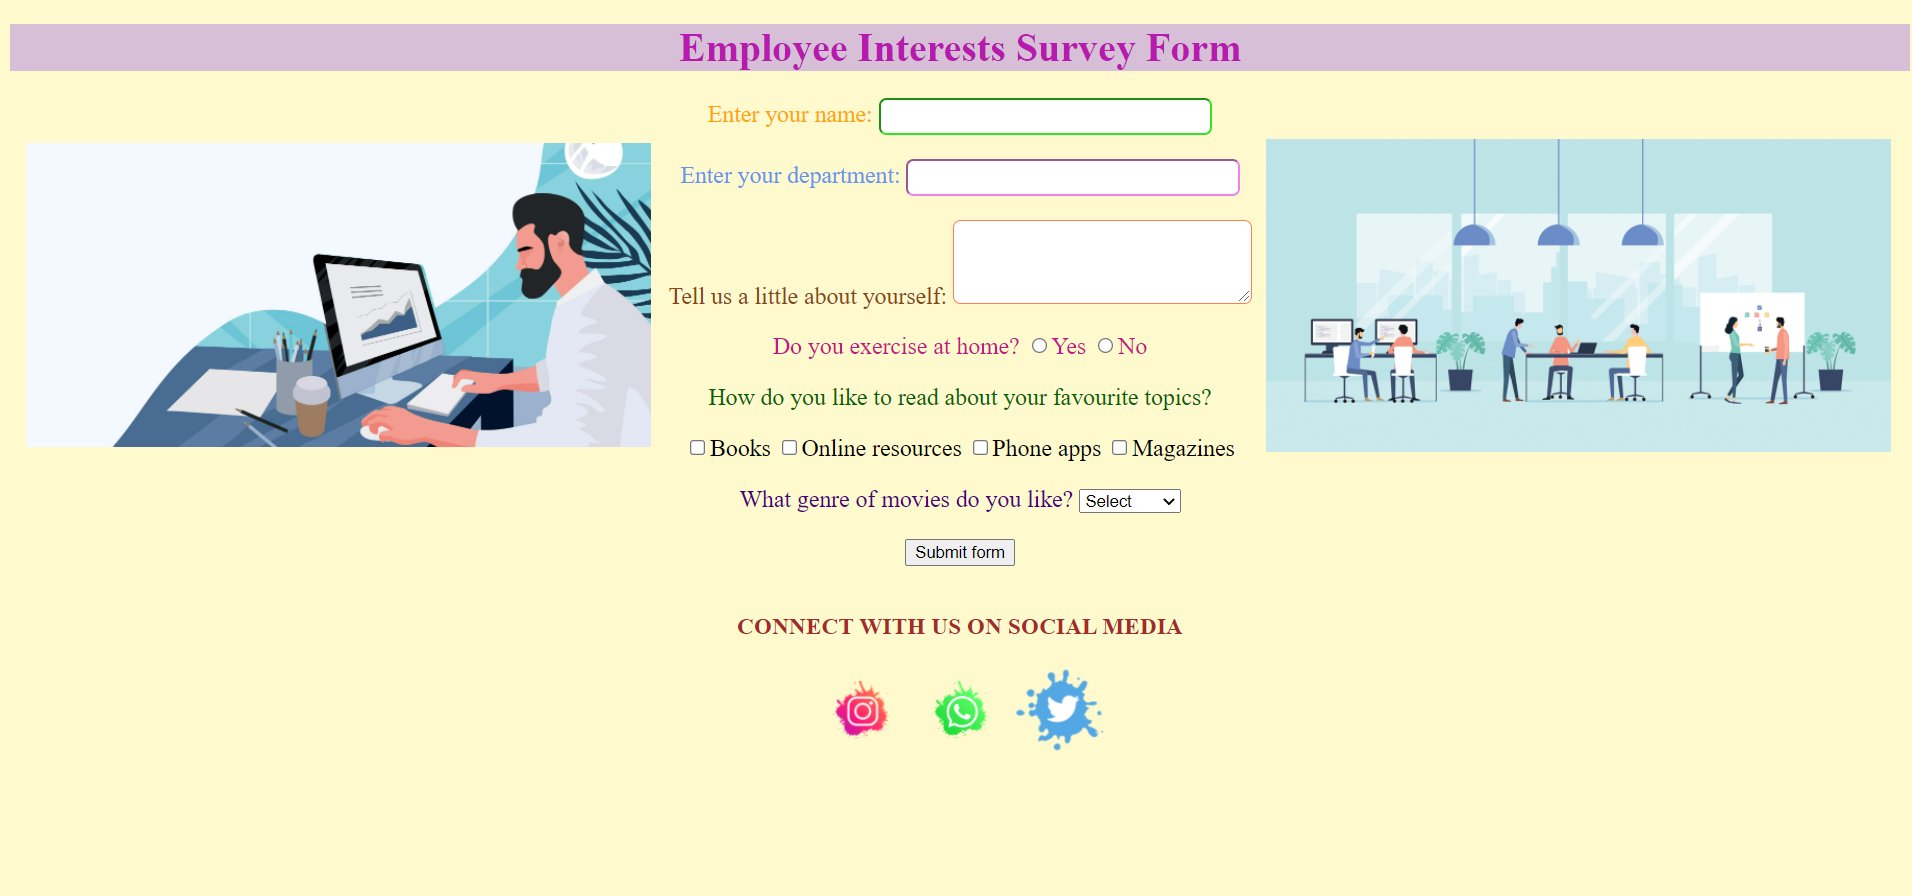 Employee Interests Survey Form
Enter your name:
Enter your department:
Tell us a little about yourself:
Do you exercise at home? Yes No
How do you like to read about your favourite topics?
Books Online resources Phone apps Magazines
What genre of movies do you like? Select
Submit form
CONNECT WITH US ON SOCIAL MEDIA